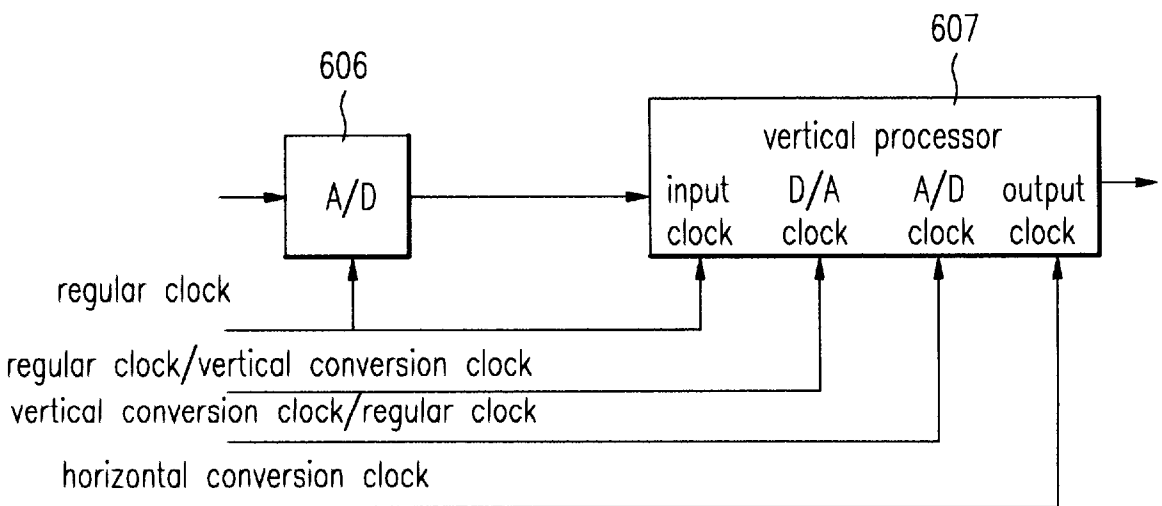 606
607
A/D
vertical processor
input clock
D/A clock
A/D clock
output clock
regular clock
regular clock/vertical conversion clock
vertical conversion clock/regular clock
horizontal conversion clock